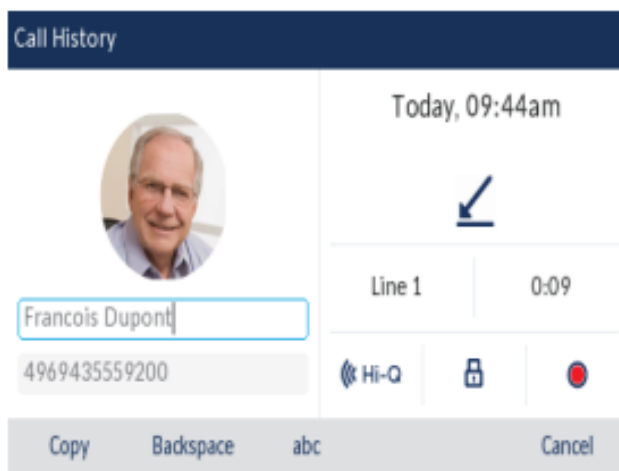 Call History
Today, 09:44am
Line 1 0:09
Francois Dupont
4969435559200
Hi-Q
Copy Backspace abc Cancel